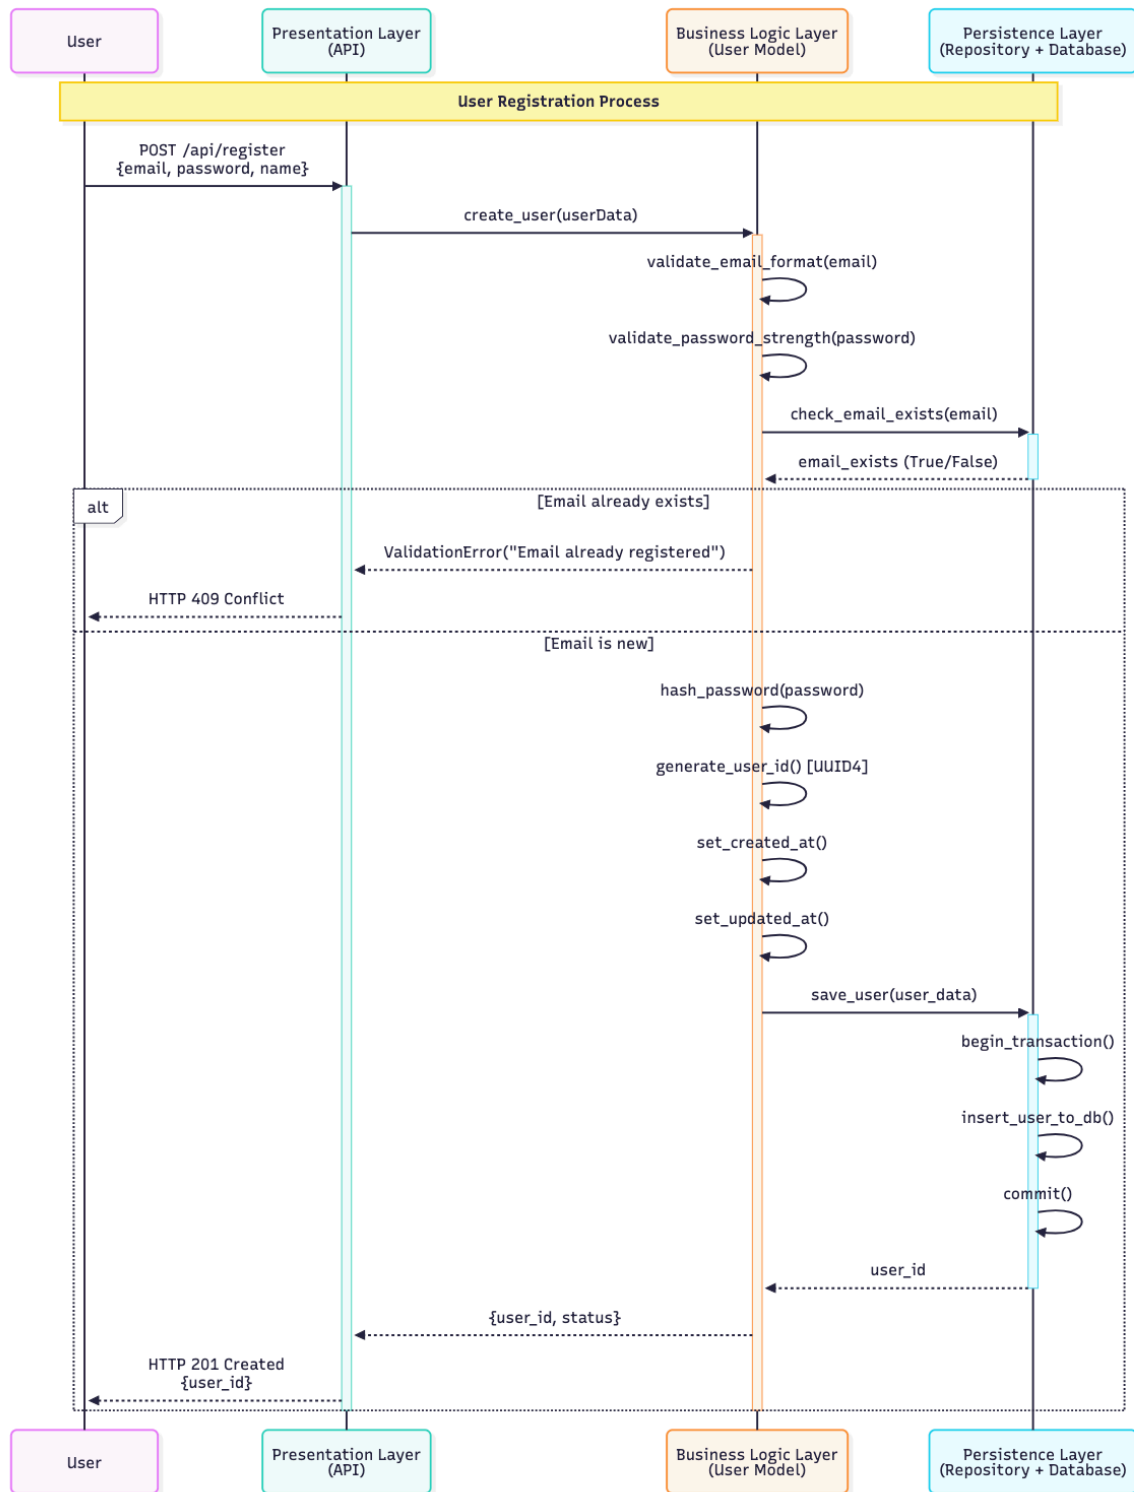 User
Presentation Layer
(API)
Business Logic Layer
(User Model)
Persistence Layer
(Repository + Database)
User Registration Process
POST /api/register
{email, password, name}
create_user(userData)
validate_email_format(email)
validate_password_strength(password)
check_email_exists(email)
email_exists (True/False)
alt
[Email already exists]
ValidationError("Email already registered")
HTTP 409 Conflict
[Email is new]
hash_password(password)
generate_user_id() [UUID4]
set_created_at()
set_updated_at()
save_user(user_data)
begin_transaction()
insert_user_to_db()
commit()
user_id
{user_id, status}
HTTP 201 Created
{user_id}
User
Presentation Layer
(API)
Business Logic Layer
(User Model)
Persistence Layer
(Repository + Database)